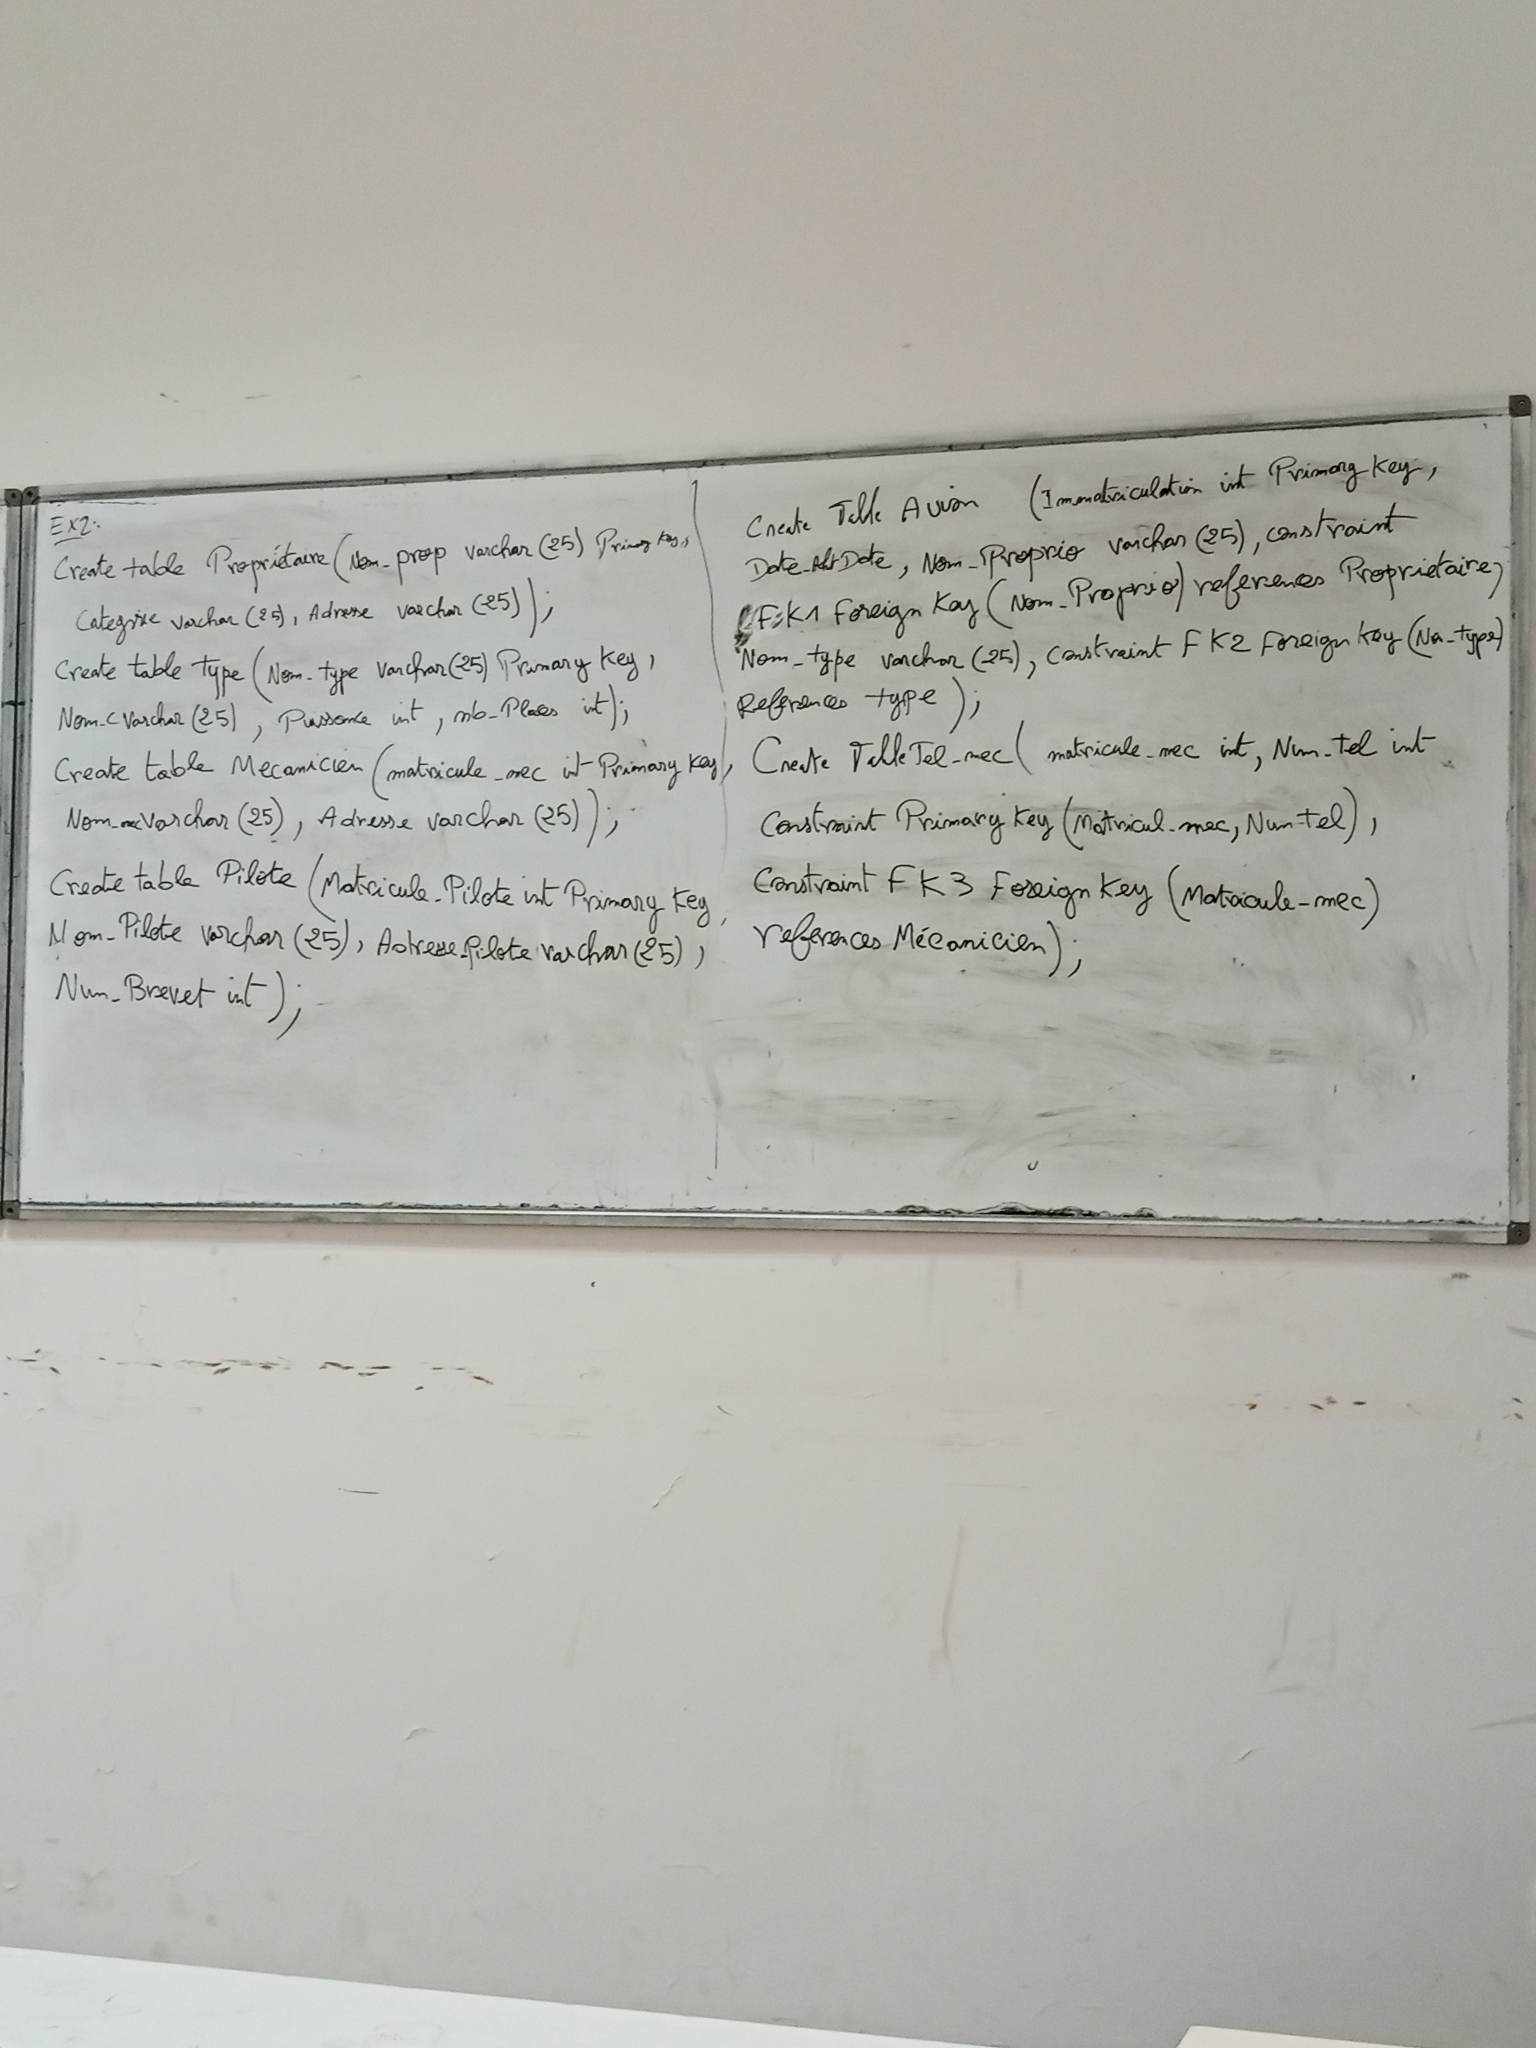 Ex2:
Create table Propriétaire (Nom_prop varchar (25) Primary Key,
Categorie varchar (25), Adresse varchar (25));
Create table type (Nom_type varchar (25) Primary Key,
Nom_C varchar (25), Puissance int, nb_Places int);
Create table Mecanicien (matricule_mec int Primary Key,
Nom_mec varchar (25), Adresse varchar (25));
Create table Pilote (Matricule_Pilote int Primary Key,
Nom_Pilote varchar (25), Adresse_Pilote varchar (25),
Num_Brevet int);
Create Table Avion (Immatriculation int Primary Key,
Date_Aht Date, Nom_Proprio varchar (25), constraint
FK1 Foreign Key (Nom_Proprio) references Propriétaire,
Nom_type varchar (25), Constraint FK2 Foreign Key (Nm_type)
References type);
Create Table Tel_mec (matricule_mec int, Num_tel int
Constraint Primary Key (Matricul_mec, Num_tel),
Constraint FK3 Foreign Key (Matricule_mec)
references Mécanicien);